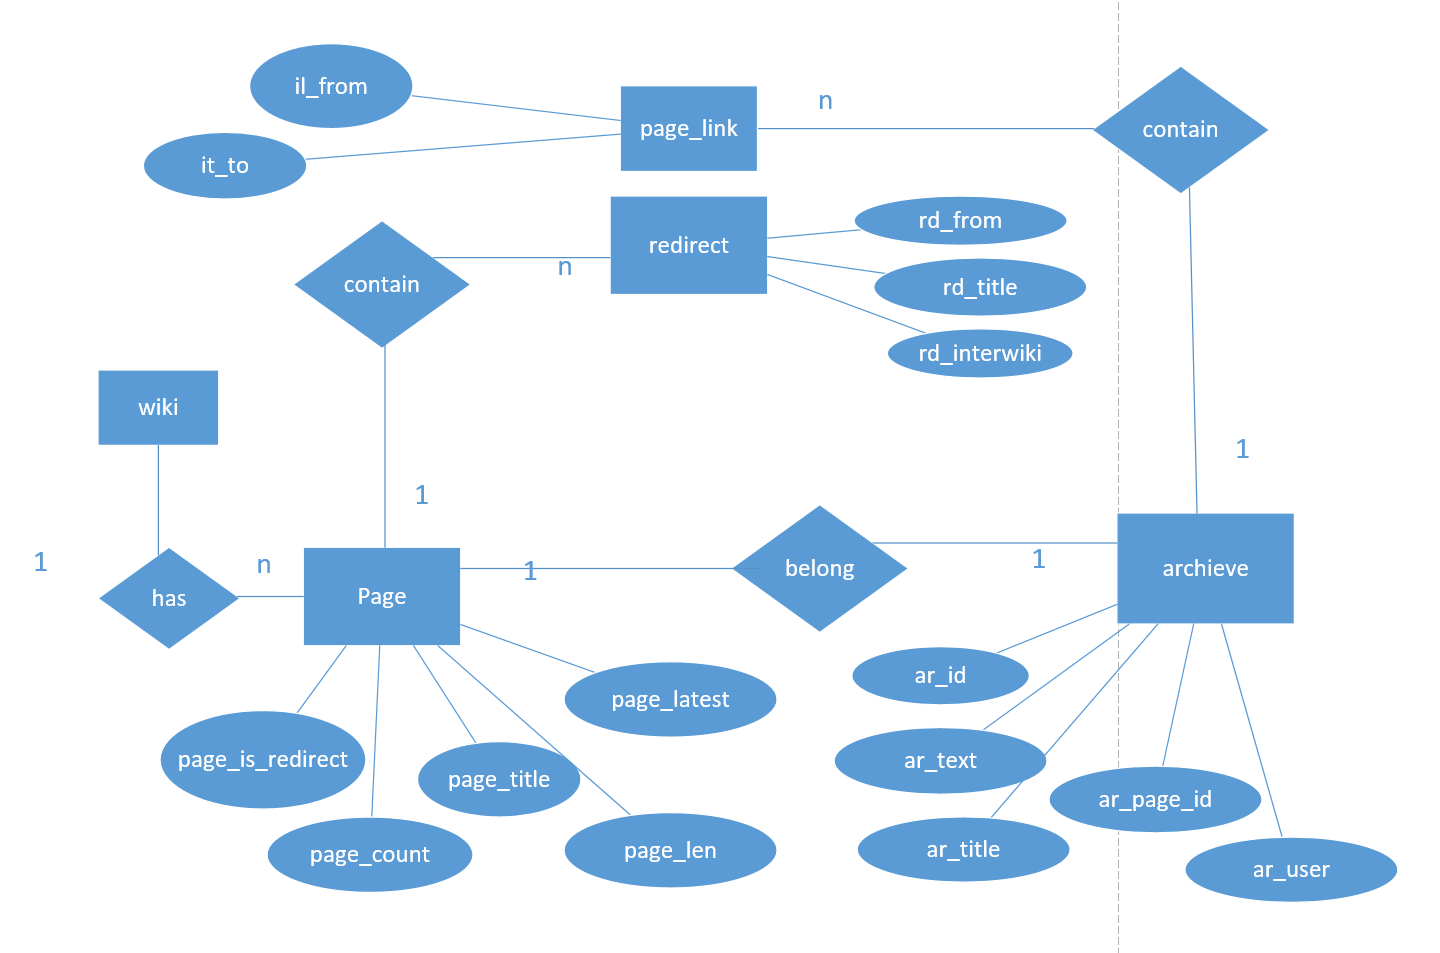 il_from
page_link
n
contain
it_to
redirect
rd_from
rd_title
rd_interwiki
contain
n
wiki
1
1
1
has
n
Page
1
belong
1
archieve
page_latest
page_is_redirect
page_title
page_count
page_len
ar_id
ar_text
ar_page_id
ar_title
ar_user